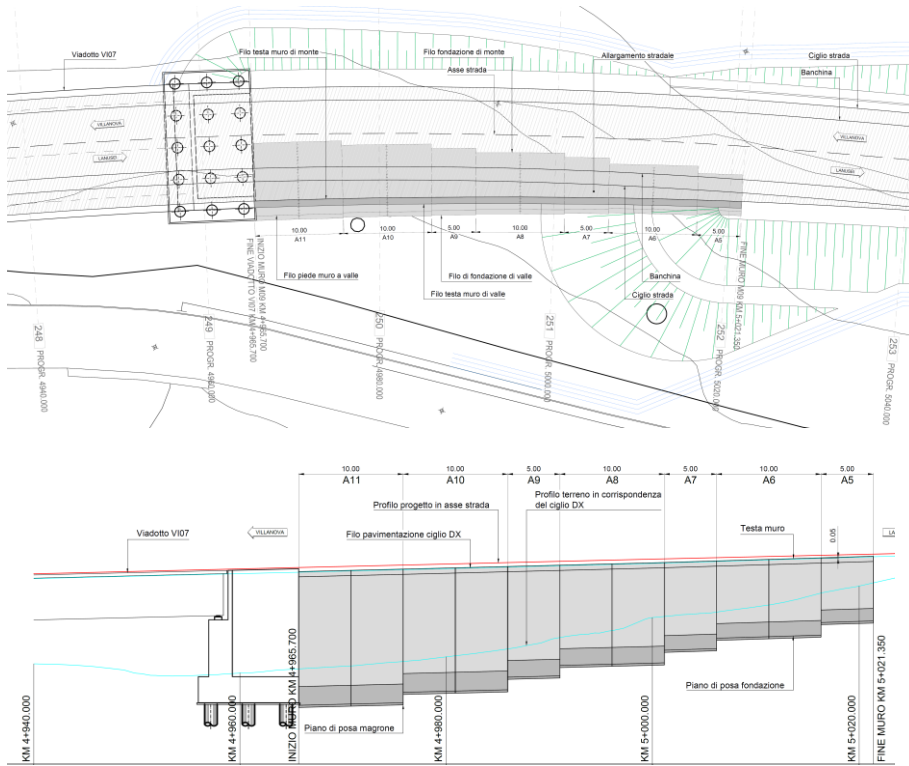 Viadotto VI07
Filo testa muro di monte
Filo fondazione di monte
Asse strada
Allargamento stradale
Ciglio strada
Banchina
VILLANOVA
LANUSEI
VILLANOVA
LANUSEI
10.00 10.00 5.00 10.00 5.00 10.00 5.00
A11 A10 A9 A8 A7 A6 A5
Filo piede muro a valle
Filo di fondazione di valle
Filo testa muro di valle
Banchina
Ciglio strada
INIZIO MURO M09 KM 4+965.700
FINE VIADOTTO VI07 KM 4+965.700
FINE MURO M09 KM 5+021.350
248 PROGR. 4940.000
249 PROGR. 4960.000
250 PROGR. 4980.000
251 PROGR. 5000.000
252 PROGR. 5020.000
253 PROGR. 5040.000
10.00 10.00 5.00 10.00 5.00 10.00 5.00
A11 A10 A9 A8 A7 A6 A5
Profilo progetto in asse strada
Profilo terreno in corrispondenza
del ciglio DX
Viadotto VI07
VILLANOVA
Filo pavimentazione ciglio DX
Testa muro
0.05
LA
Piano di posa magrone
Piano di posa fondazione
KM 4+940.000
KM 4+960.000
INIZIO MURO KM 4+965.700
KM 4+980.000
KM 5+000.000
KM 5+020.000
FINE MURO KM 5+021.350